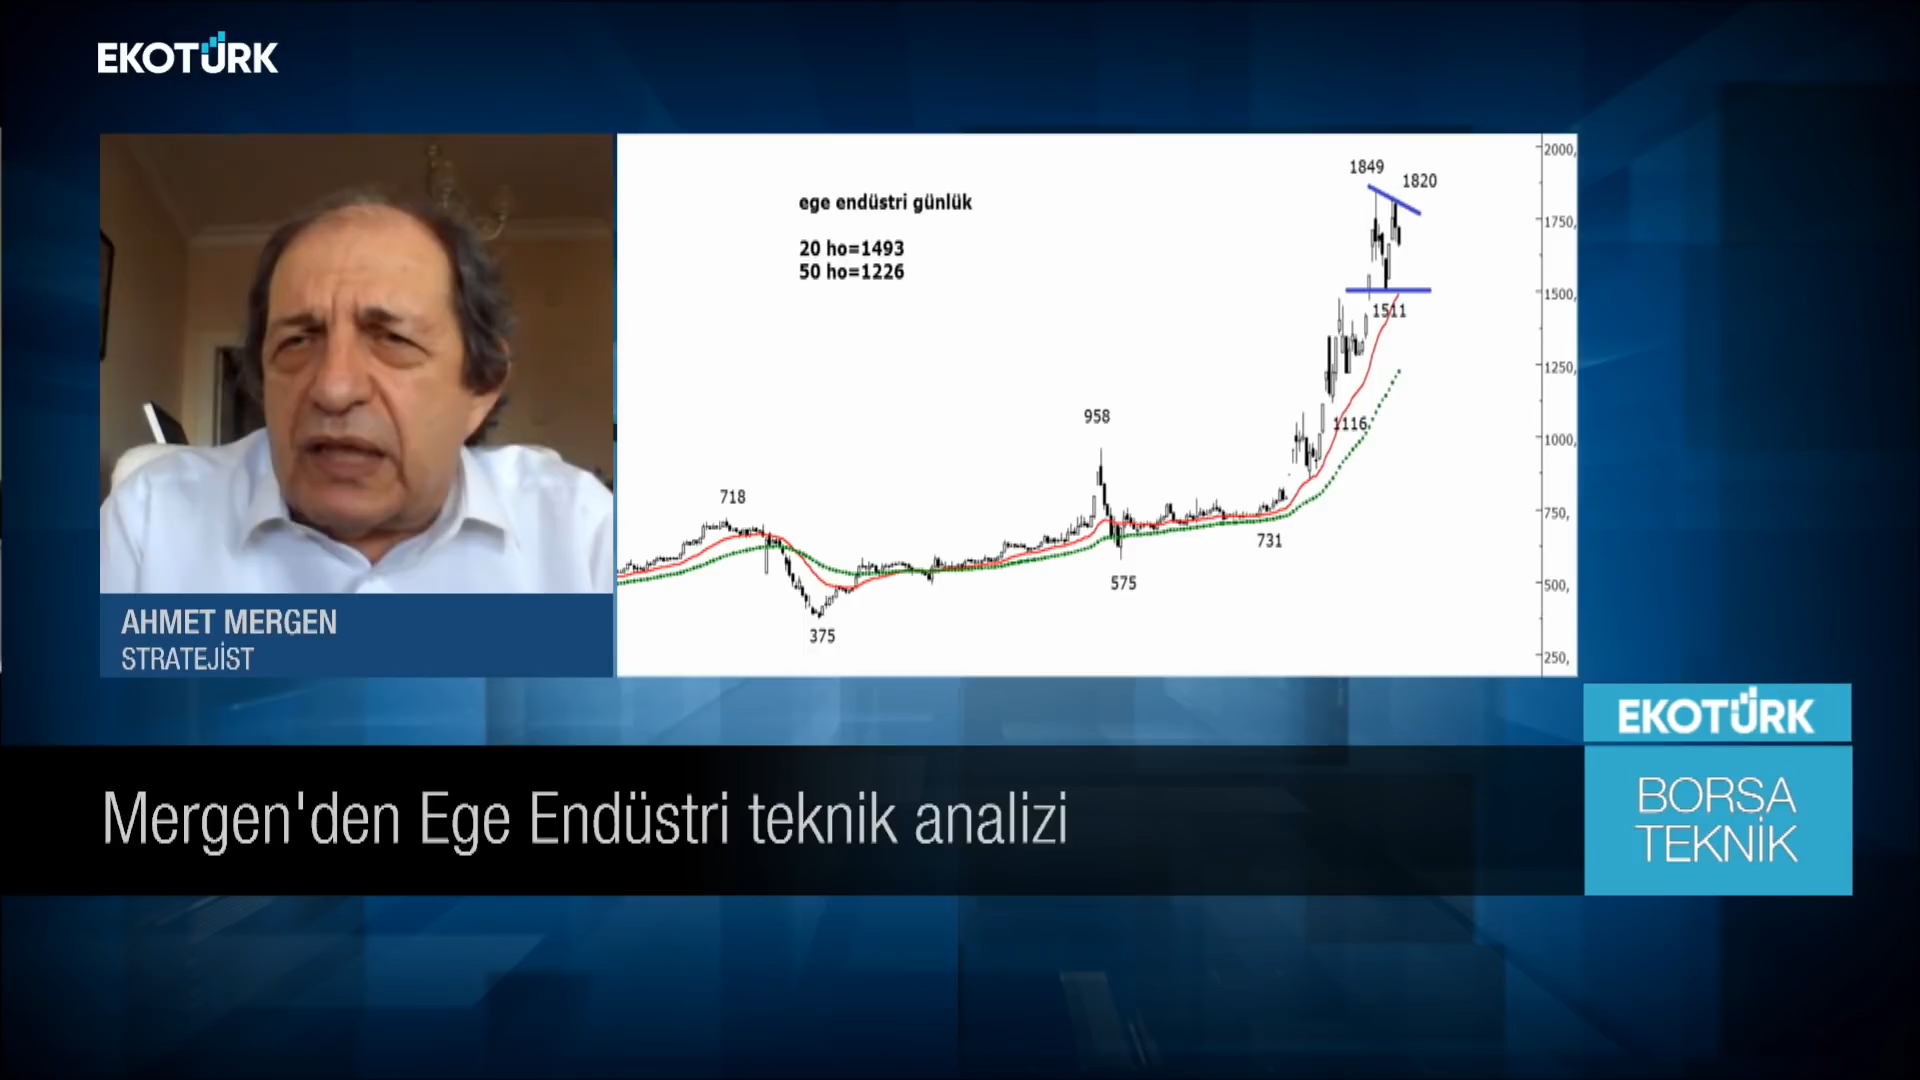 EKOTÜRK
ege endüstri günlük
20 ho=1493
50 ho=1226
1849
1820
1511
1116
958
718
731
575
375
2000,
1750,
1500,
1250,
1000,
750,
500,
250,
AHMET MERGEN
STRATEJİST
EKOTÜRK
BORSA
TEKNİK
Mergen'den Ege Endüstri teknik analizi